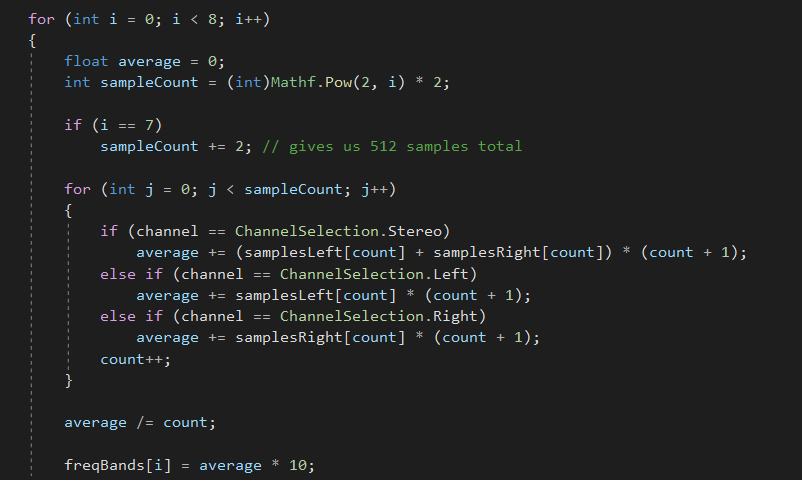 for (int i = 0; i < 8; i++)
{
float average = 0;
int sampleCount = (int)Mathf.Pow(2, i) * 2;
if (i == 7)
sampleCount += 2; // gives us 512 samples total
for (int j = 0; j < sampleCount; j++)
{
if (channel == ChannelSelection.Stereo)
average += (samplesLeft[count] + samplesRight[count]) * (count + 1);
else if (channel == ChannelSelection.Left)
average += samplesLeft[count] * (count + 1);
else if (channel == ChannelSelection.Right)
average += samplesRight[count] * (count + 1);
count++;
}
average /= count;
freqBands[i] = average * 10;